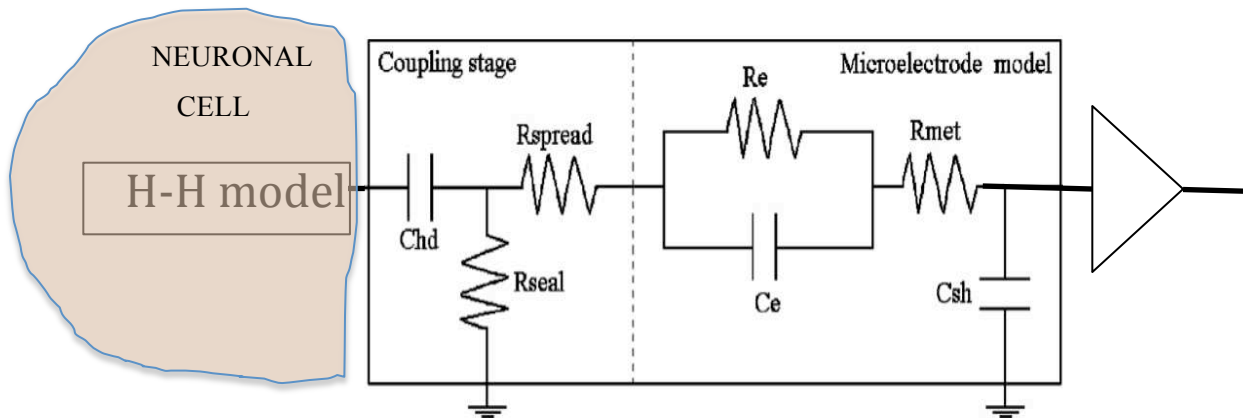 NEURONAL
CELL
H-H model
Coupling stage
Microelectrode model
Chd
Rspread
Rseal
Re
Ce
Rmet
Csh